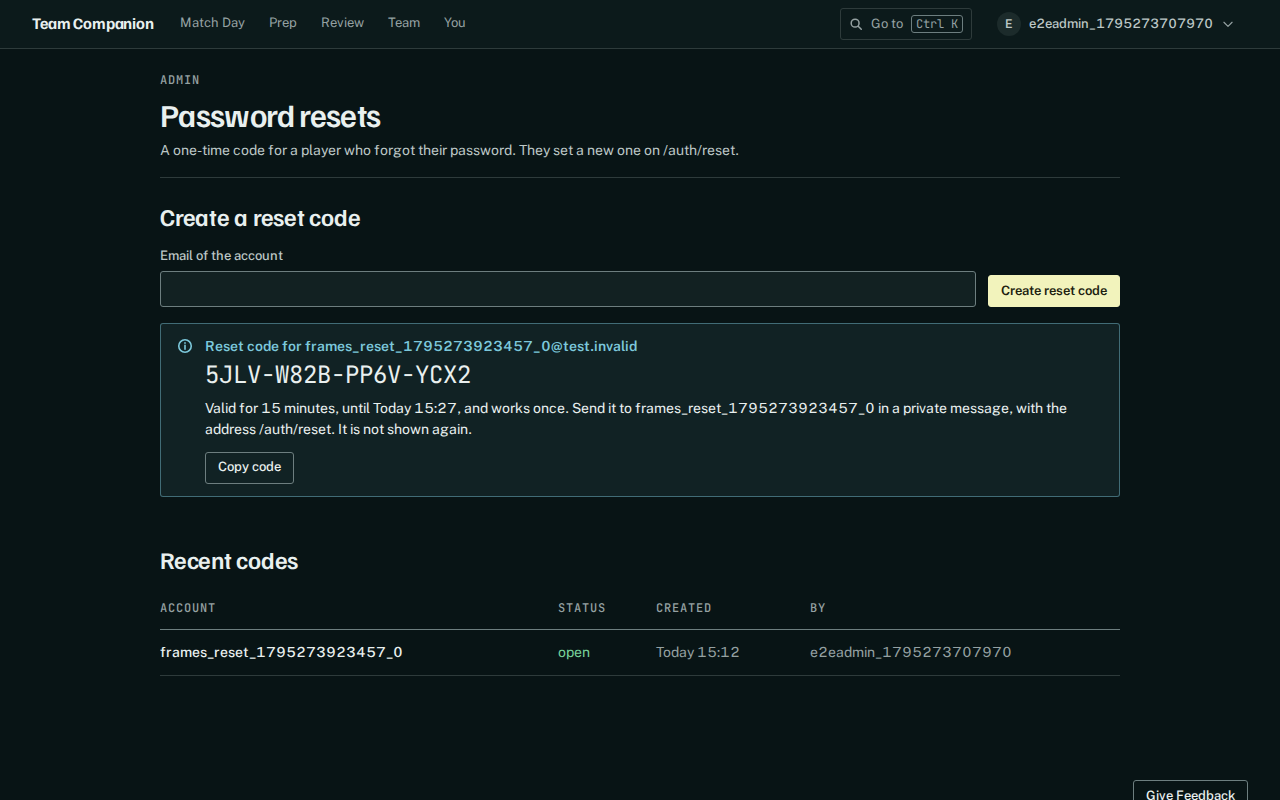 Team Companion Match Day Prep Review Team You Go to Ctrl K E e2eadmin_1795273707970
ADMIN
Password resets
A one-time code for a player who forgot their password. They set a new one on /auth/reset.
Create a reset code
Email of the account
Create reset code
Reset code for frames_reset_1795273923457_0@test.invalid
5JLV-W82B-PP6V-YCX2
Valid for 15 minutes, until Today 15:27, and works once. Send it to frames_reset_1795273923457_0 in a private message, with the
address /auth/reset. It is not shown again.
Copy code
Recent codes
ACCOUNT STATUS CREATED BY
frames_reset_1795273923457_0 open Today 15:12 e2eadmin_1795273707970
Give Feedback